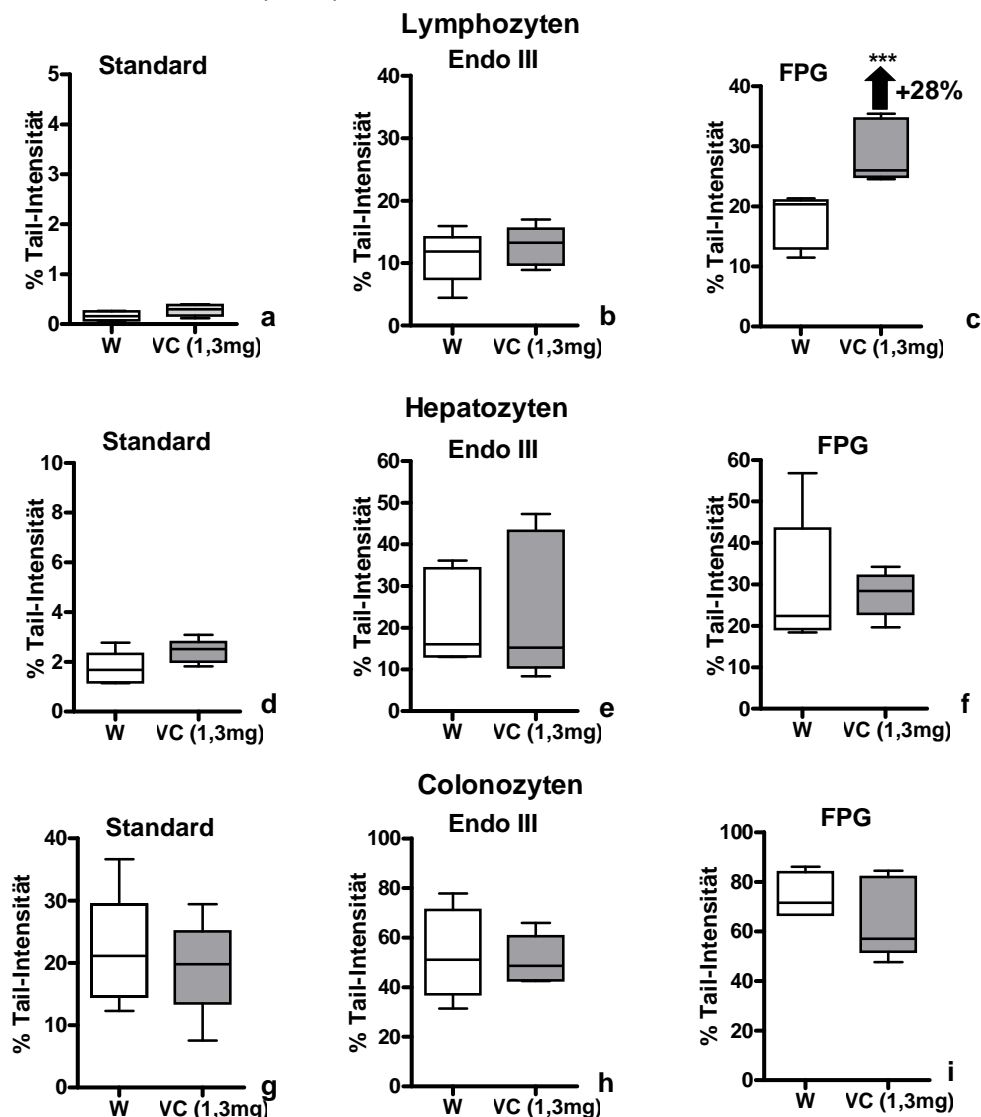 Lymphozyten
Standard
Endo III
FPG
***
+28%
% Tail-Intensität
5
4
3
2
1
0
W
VC (1,3mg)
a
% Tail-Intensität
40
30
20
10
0
W
VC (1,3mg)
b
% Tail-Intensität
40
30
20
10
0
W
VC (1,3mg)
c
Hepatozyten
Standard
Endo III
FPG
% Tail-Intensität
10
8
6
4
2
0
W
VC (1,3mg)
d
% Tail-Intensität
60
50
40
30
20
10
0
W
VC (1,3mg)
e
% Tail-Intensität
60
50
40
30
20
10
0
W
VC (1,3mg)
f
Colonozyten
Standard
Endo III
FPG
% Tail-Intensität
40
30
20
10
0
W
VC (1,3mg)
g
% Tail-Intensität
100
80
60
40
20
0
W
VC (1,3mg)
h
% Tail-Intensität
100
80
60
40
20
0
W
VC (1,3mg)
i